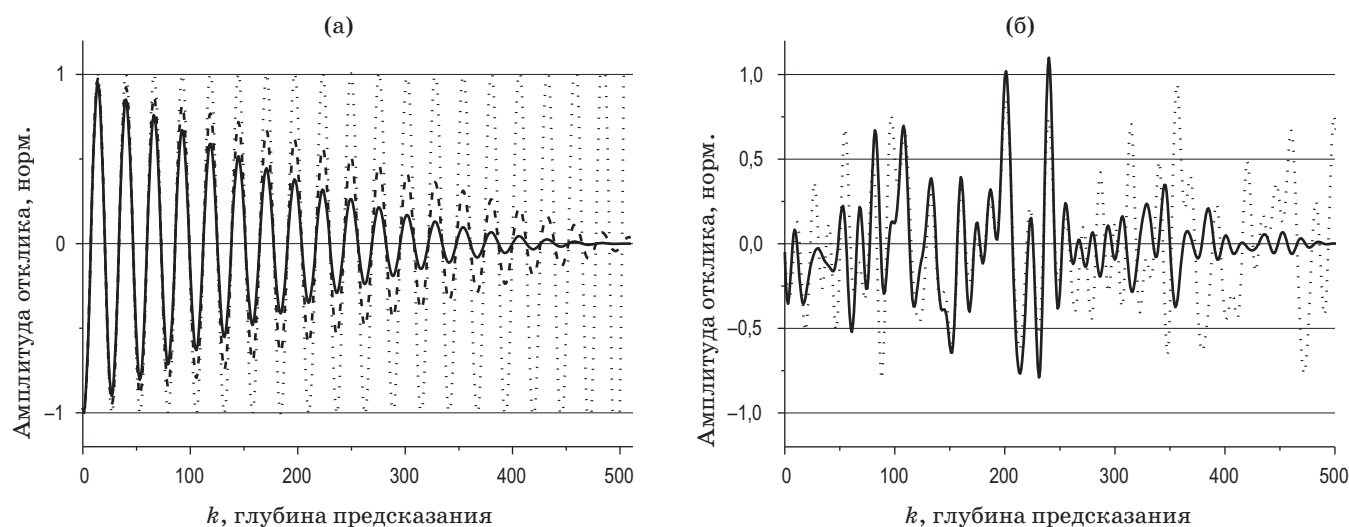 (а)
Амплитуда отклика, норм.
1
0
–1
0 100 200 300 400 500
k, глубина предсказания
(б)
Амплитуда отклика, норм.
1,0
0,5
0,0
–0,5
–1,0
0 100 200 300 400 500
k, глубина предсказания